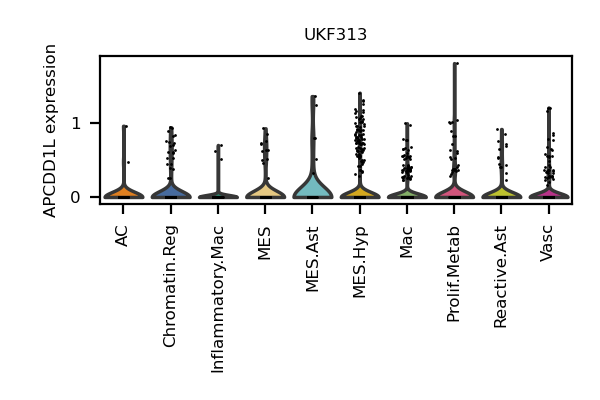 UKF313
APCDD1L expression
1
0
AC
Chromatin.Reg
Inflammatory.Mac
MES
MES.Ast
MES.Hyp
Mac
Prolif.Metab
Reactive.Ast
Vasc